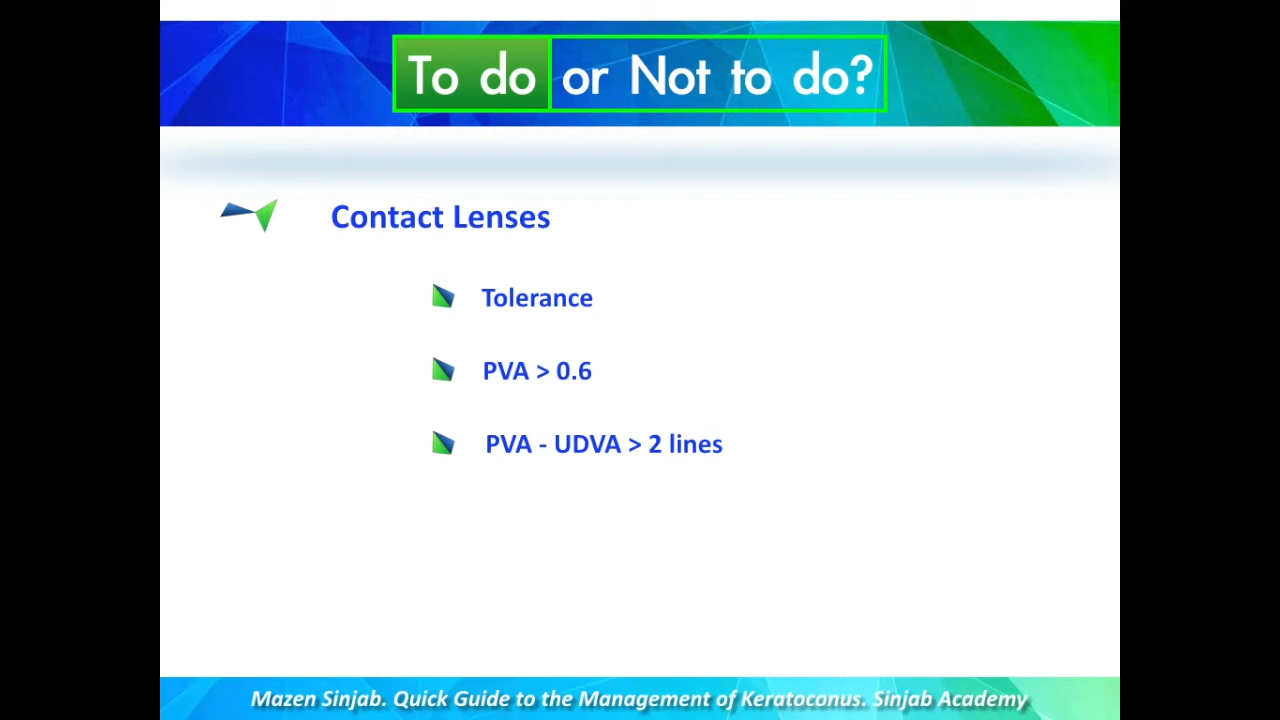 To do or Not to do?
Contact Lenses
Tolerance
PVA > 0.6
PVA - UDVA > 2 lines
Mazen Sinjab. Quick Guide to the Management of Keratoconus. Sinjab Academy